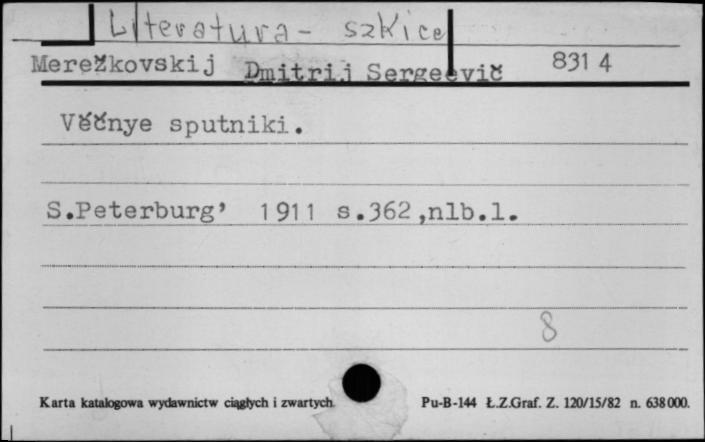 Literatura - szkice
Merežkovskij Dmitrij Sergeevič 831 4
Věčnye sputniki.
S.Peterburg' 1911 s.362,nlb.1.
8
Karta katalogowa wydawnictw ciągłych i zwartych. Pu-B-144 Ł.Z.Graf. Z. 120/15/82 n. 638000.